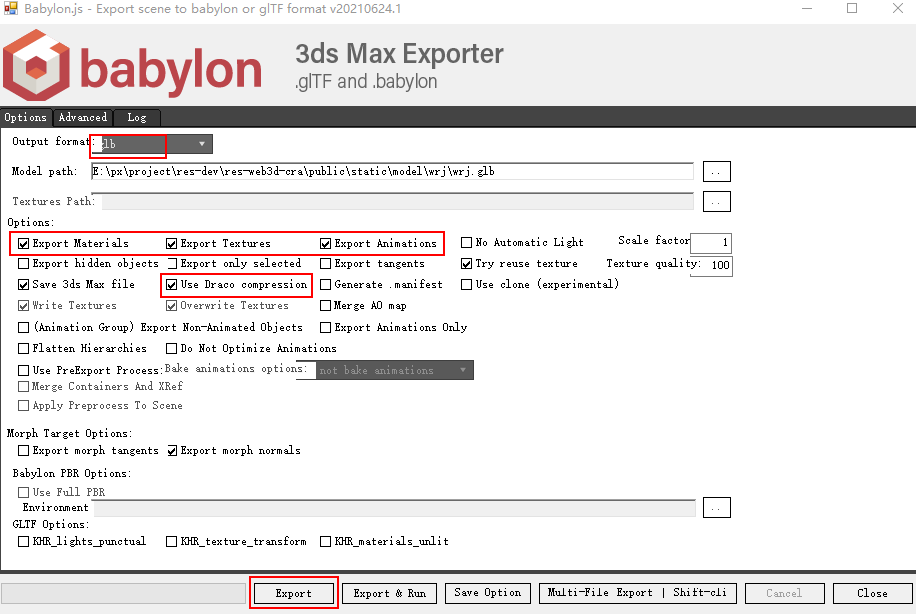 Babylon.js - Export scene to babylon or glTF format v20210624.1
babylon
3ds Max Exporter
.glTF and .babylon
Options Advanced Log
Output format: glb
Model path: E:\px\project\res-dev\res-web3d-cra\public\static\model\wrj\wrj.glb ..
Textures Path: ..
Options:
Export Materials Export Textures Export Animations No Automatic Light Scale factor 1
Export hidden objects Export only selected Export tangents Try reuse texture Texture quality: 100
Save 3ds Max file Use Draco compression Generate .manifest Use clone (experimental)
Write Textures Overwrite Textures Merge AO map
(Animation Group) Export Non-Animated Objects Export Animations Only
Flatten Hierarchies Do Not Optimize Animations
Use PreExport Process: Bake animations options: not bake animations
Merge Containers And XRef
Apply Preprocess To Scene
Morph Target Options:
Export morph tangents Export morph normals
Babylon PBR Options:
Use Full PBR
Environment ..
GLTF Options:
KHR_lights_punctual KHR_texture_transform KHR_materials_unlit
Export Export & Run Save Option Multi-File Export | Shift-cli Cancel Close